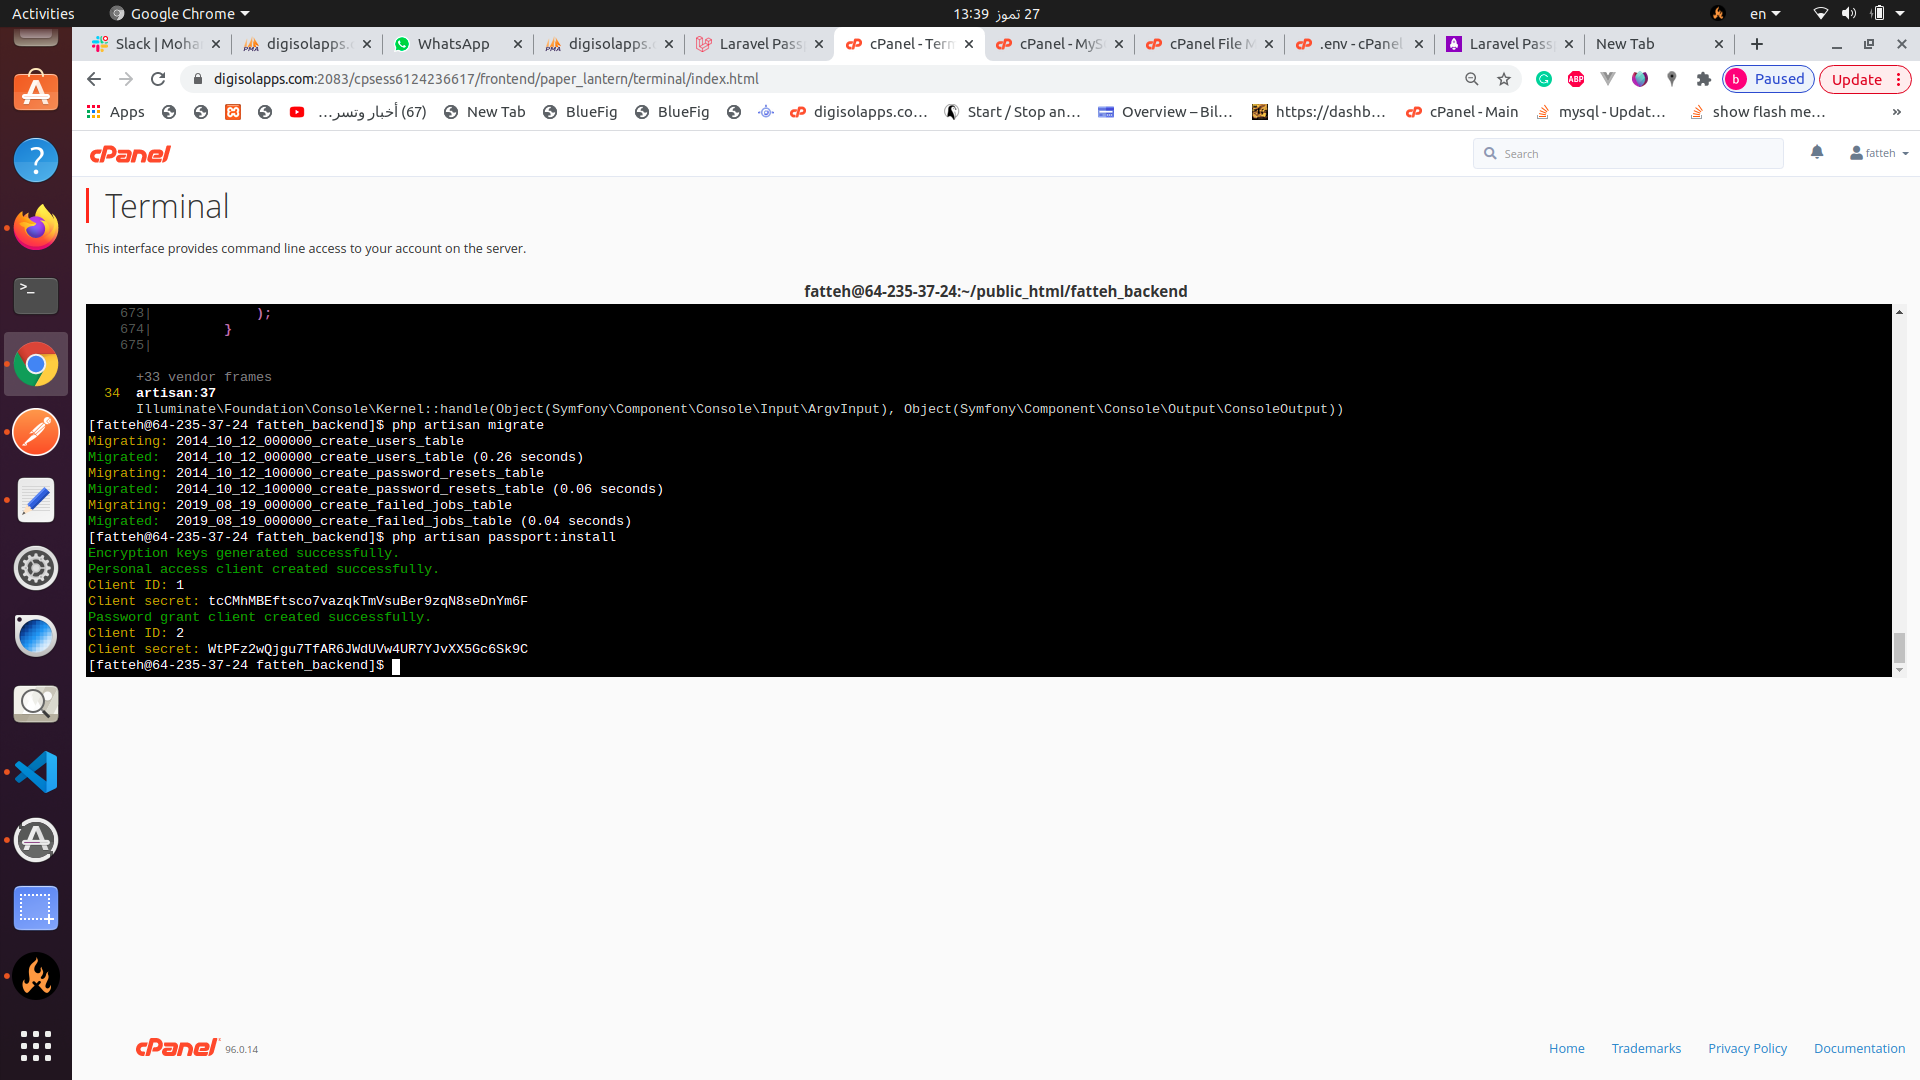 Activities
Google Chrome
27 تموز 13:39
en
Slack | Moha
digisolapps.c
WhatsApp
digisolapps.c
Laravel Passp
cPanel - Term
cPanel - MyS
cPanel File M
.env - cPanel
Laravel Passp
New Tab
digisolapps.com:2083/cpsess6124236617/frontend/paper_lantern/terminal/index.html
ABP
b
Paused
Update
Apps
(67) أخبار وتسر...
New Tab
BlueFig
BlueFig
digisolapps.co...
Start / Stop an...
Overview – Bil...
https://dashb...
cPanel - Main
mysql - Updat...
show flash me...
»
cPanel
Search
fatteh
Terminal
This interface provides command line access to your account on the server.
fatteh@64-235-37-24:~/public_html/fatteh_backend
673| );
674| }
675|
+33 vendor frames
34 artisan:37
Illuminate\Foundation\Console\Kernel::handle(Object(Symfony\Component\Console\Input\ArgvInput), Object(Symfony\Component\Console\Output\ConsoleOutput))
[fatteh@64-235-37-24 fatteh_backend]$ php artisan migrate
Migrating: 2014_10_12_000000_create_users_table
Migrated: 2014_10_12_000000_create_users_table (0.26 seconds)
Migrating: 2014_10_12_100000_create_password_resets_table
Migrated: 2014_10_12_100000_create_password_resets_table (0.06 seconds)
Migrating: 2019_08_19_000000_create_failed_jobs_table
Migrated: 2019_08_19_000000_create_failed_jobs_table (0.04 seconds)
[fatteh@64-235-37-24 fatteh_backend]$ php artisan passport:install
Encryption keys generated successfully.
Personal access client created successfully.
Client ID: 1
Client secret: tcCMhMBEftsco7vazqkTmVsuBer9zqN8seDnYm6F
Password grant client created successfully.
Client ID: 2
Client secret: WtPFz2wQjgu7TfAR6JWdUVw4UR7YJvXX5Gc6Sk9C
[fatteh@64-235-37-24 fatteh_backend]$
cPanel 96.0.14
Home
Trademarks
Privacy Policy
Documentation